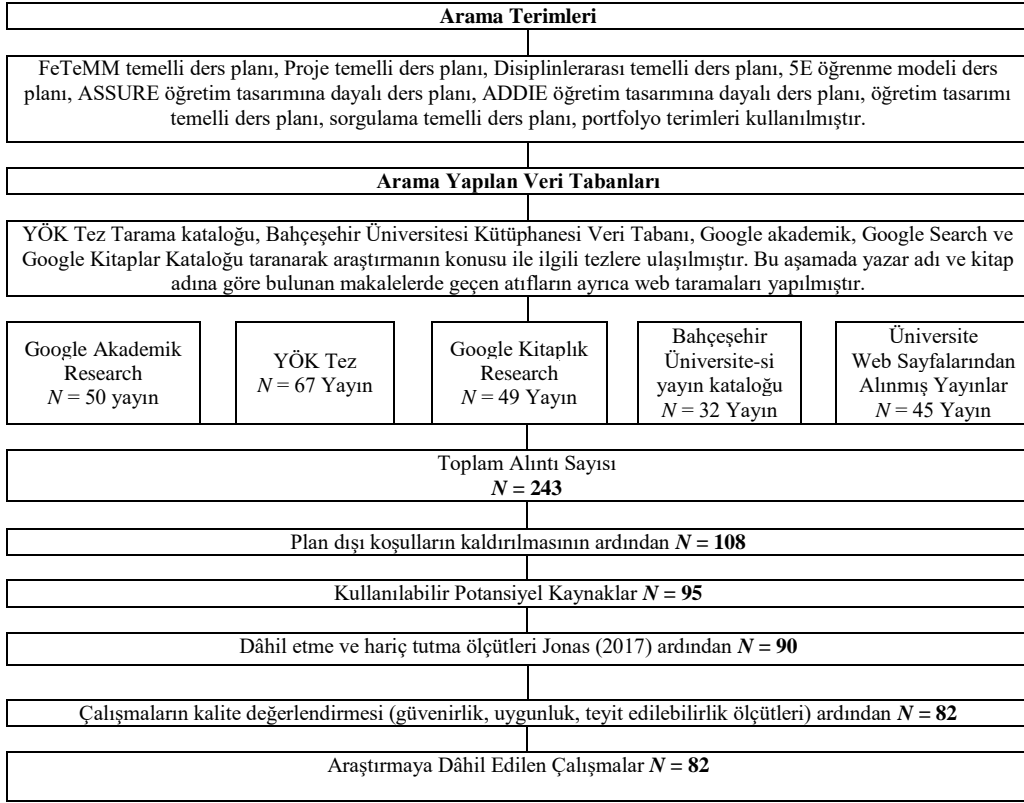 Arama Terimleri
FeTeMM temelli ders planı, Proje temelli ders planı, Disiplinlerarası temelli ders planı, 5E öğrenme modeli ders
planı, ASSURE öğretim tasarımına dayalı ders planı, ADDIE öğretim tasarımına dayalı ders planı, öğretim tasarımı
temelli ders planı, sorgulama temelli ders planı, portfolyo terimleri kullanılmıştır.
Arama Yapılan Veri Tabanları
YÖK Tez Tarama kataloğu, Bahçeşehir Üniversitesi Kütüphanesi Veri Tabanı, Google akademik, Google Search ve
Google Kitaplar Kataloğu taranarak araştırmanın konusu ile ilgili tezlere ulaşılmıştır. Bu aşamada yazar adı ve kitap
adına göre bulunan makalelerde geçen atıfların ayrıca web taramaları yapılmıştır.
Google Akademik
Research
N = 50 yayın
YÖK Tez
N = 67 Yayın
Google Kitaplık
Research
N = 49 Yayın
Bahçeşehir
Üniversite-si
yayın kataloğu
N = 32 Yayın
Üniversite
Web Sayfalarından
Alınmış Yayınlar
N = 45 Yayın
Toplam Alıntı Sayısı
N = 243
Plan dışı koşulların kaldırılmasının ardından N = 108
Kullanılabilir Potansiyel Kaynaklar N = 95
Dâhil etme ve hariç tutma ölçütleri Jonas (2017) ardından N = 90
Çalışmaların kalite değerlendirmesi (güvenirlik, uygunluk, teyit edilebilirlik ölçütleri) ardından N = 82
Araştırmaya Dâhil Edilen Çalışmalar N = 82